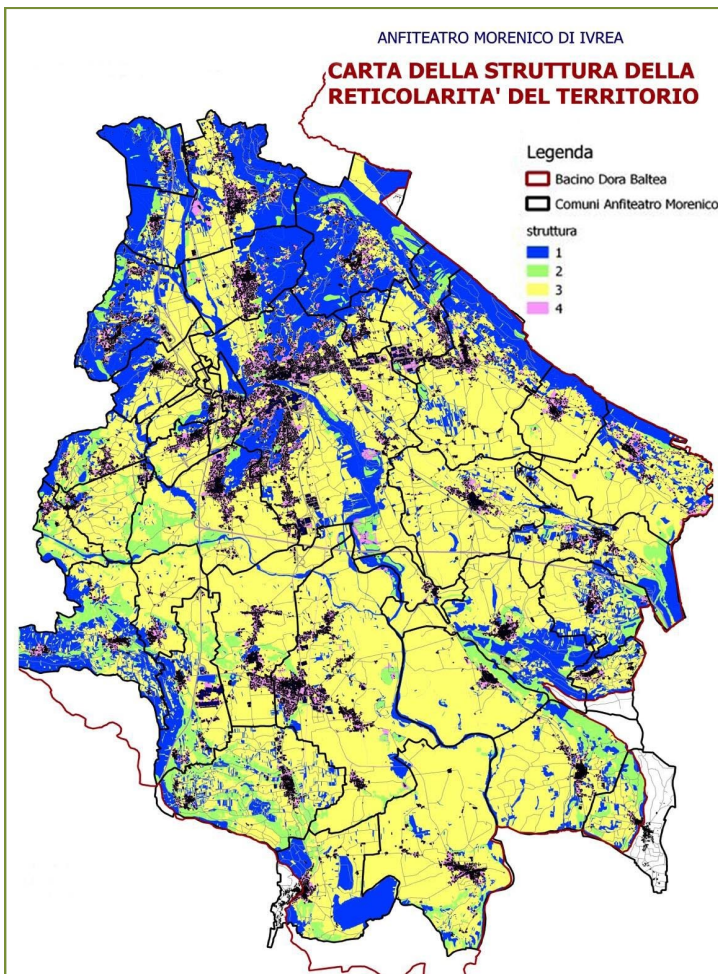 ANFITEATRO MORENICO DI IVREA
CARTA DELLA STRUTTURA DELLA
RETICOLARITA' DEL TERRITORIO
Legenda
Bacino Dora Baltea
Comuni Anfiteatro Morenico
struttura
1
2
3
4